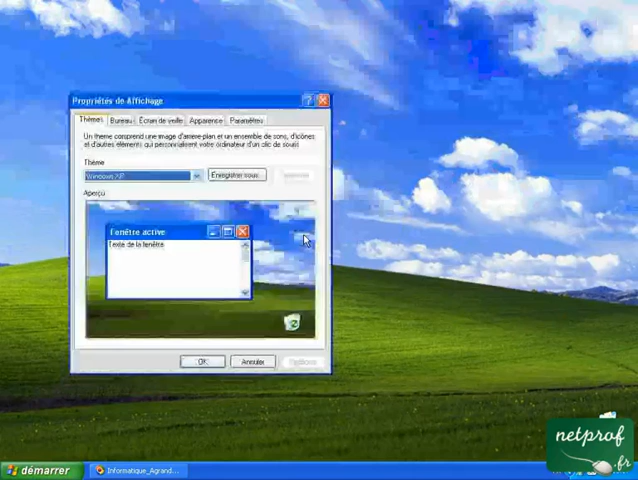 Propriétés de Affichage
Thèmes Bureau Écran de veille Apparence Paramètres
Un thème comprend une image d'arrière-plan et un ensemble de sons, d'icônes
et d'autres éléments qui personnalisent votre ordinateur d'un clic de souris
Thème
Windows XP
Enregistrer sous...
Aperçu
Fenêtre active
Texte de la fenêtre
OK
Annuler
netprof
.fr
démarrer
Informatique_Agrand...